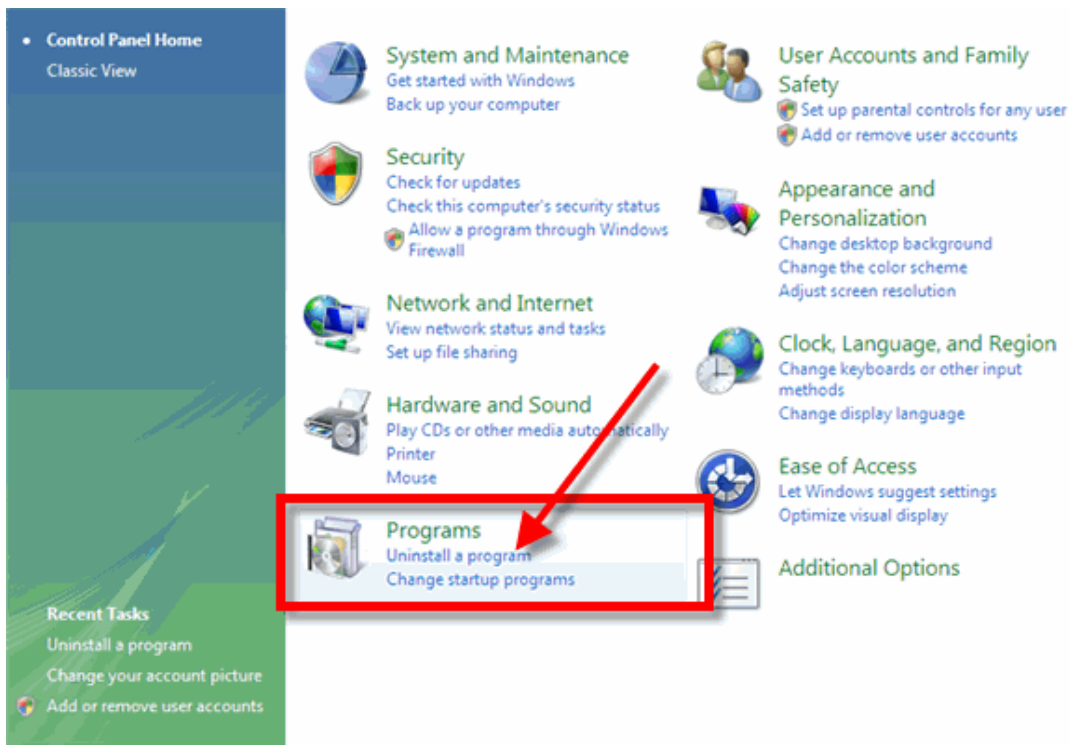 Control Panel Home
Classic View
System and Maintenance
Get started with Windows
Back up your computer
Security
Check for updates
Check this computer's security status
Allow a program through Windows
Firewall
Network and Internet
View network status and tasks
Set up file sharing
Hardware and Sound
Play CDs or other media automatically
Printer
Mouse
Programs
Uninstall a program
Change startup programs
User Accounts and Family
Safety
Set up parental controls for any user
Add or remove user accounts
Appearance and
Personalization
Change desktop background
Change the color scheme
Adjust screen resolution
Clock, Language, and Region
Change keyboards or other input
methods
Change display language
Ease of Access
Let Windows suggest settings
Optimize visual display
Additional Options
Recent Tasks
Uninstall a program
Change your account picture
Add or remove user accounts